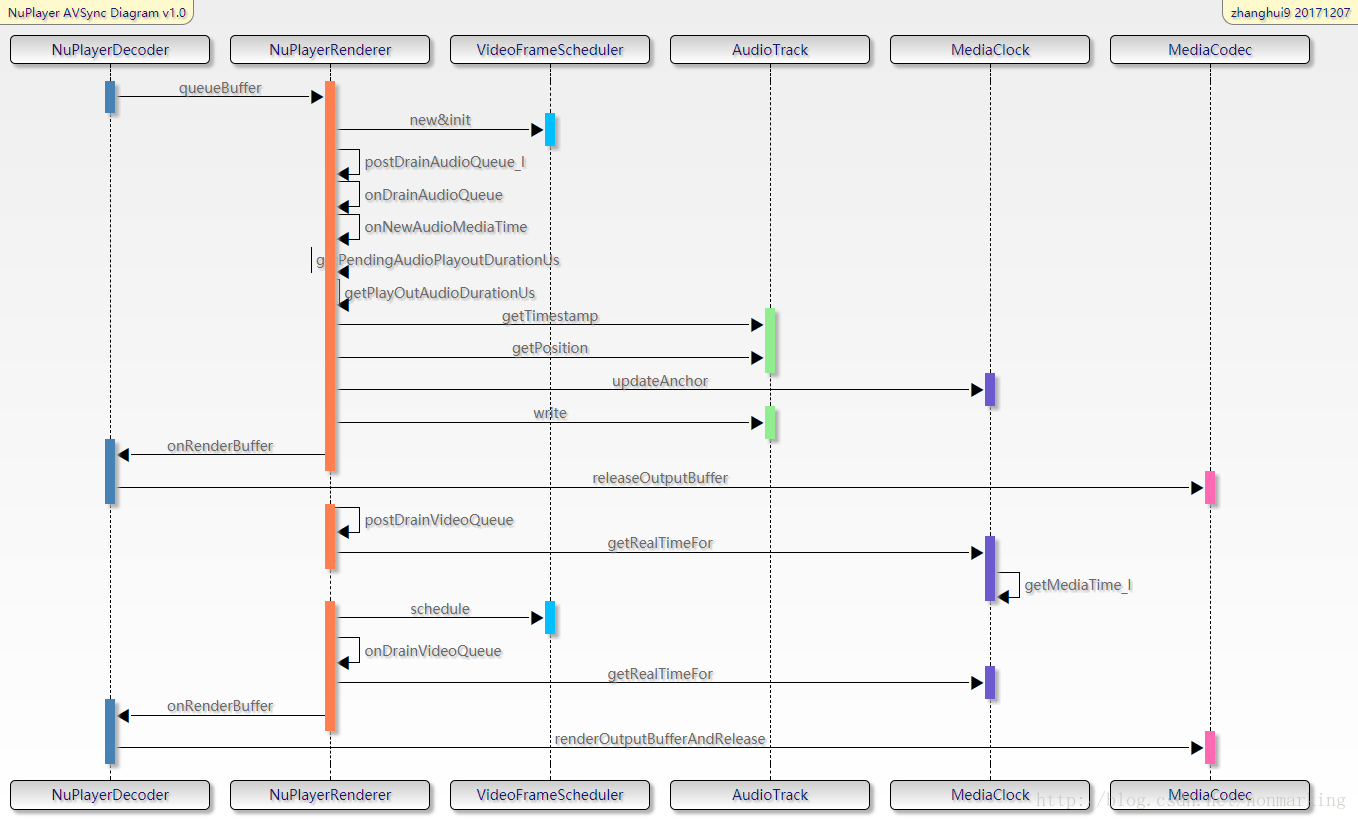 NuPlayer AVSync Diagram v1.0
zhanghui9 20171207
NuPlayerDecoder
NuPlayerRenderer
VideoFrameScheduler
AudioTrack
MediaClock
MediaCodec
queueBuffer
new&init
postDrainAudioQueue_l
onDrainAudioQueue
onNewAudioMediaTime
getPendingAudioPlayoutDurationUs
getPlayOutAudioDurationUs
getTimestamp
getPosition
updateAnchor
write
onRenderBuffer
releaseOutputBuffer
postDrainVideoQueue
getRealTimeFor
getMediaTime_l
schedule
onDrainVideoQueue
getRealTimeFor
onRenderBuffer
renderOutputBufferAndRelease
NuPlayerDecoder
NuPlayerRenderer
VideoFrameScheduler
AudioTrack
MediaClock
MediaCodec
http://blog.csdn.net/nonmarking